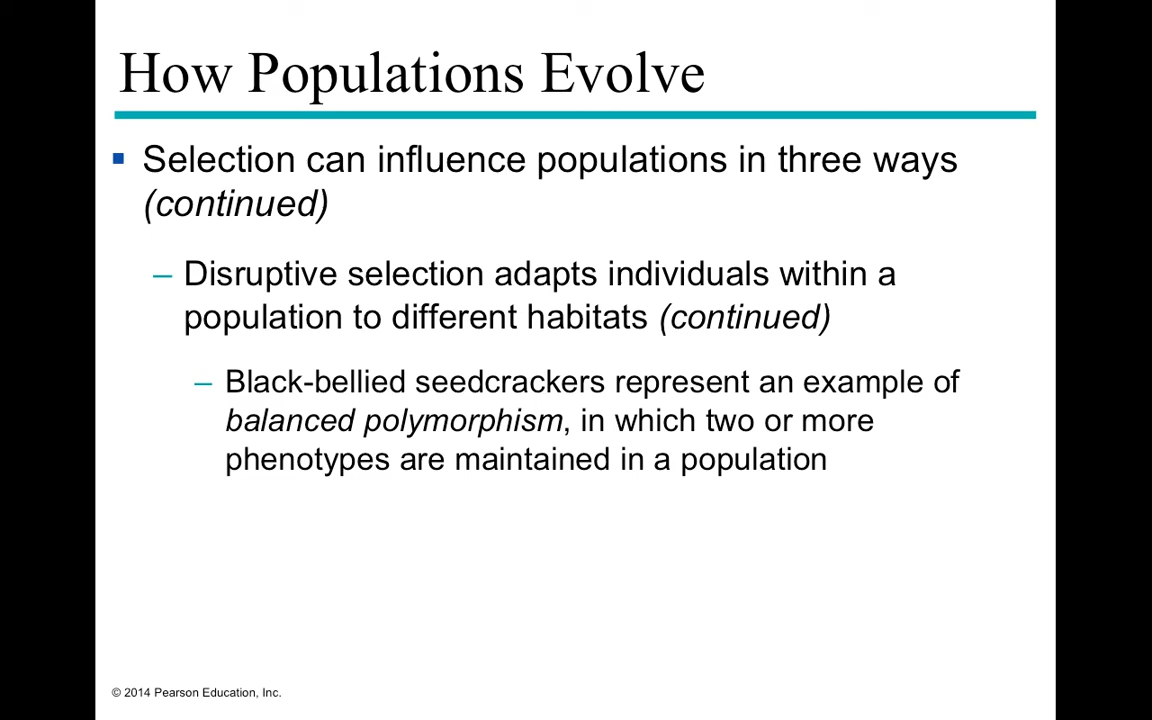 How Populations Evolve
Selection can influence populations in three ways
(continued)
– Disruptive selection adapts individuals within a
population to different habitats (continued)
– Black-bellied seedcrackers represent an example of
balanced polymorphism, in which two or more
phenotypes are maintained in a population
© 2014 Pearson Education, Inc.